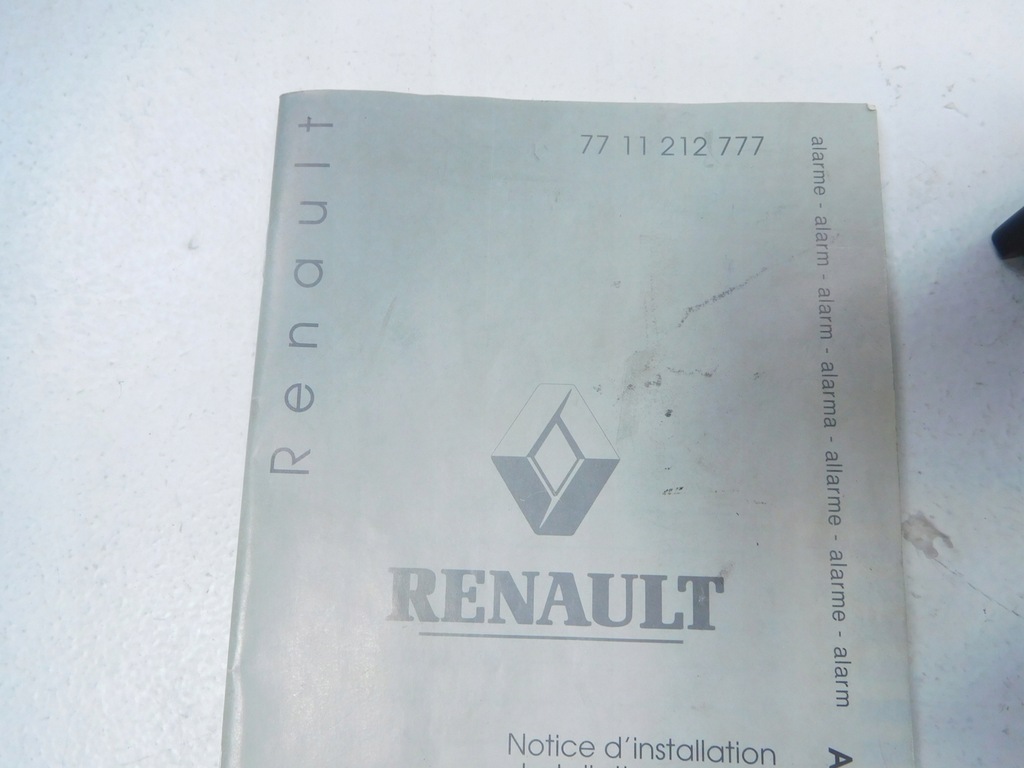 Renault
77 11 212 777
alarme - alarm - alarm - alarma - allarme - alarme - alarm
RENAULT
Notice d'installation
A